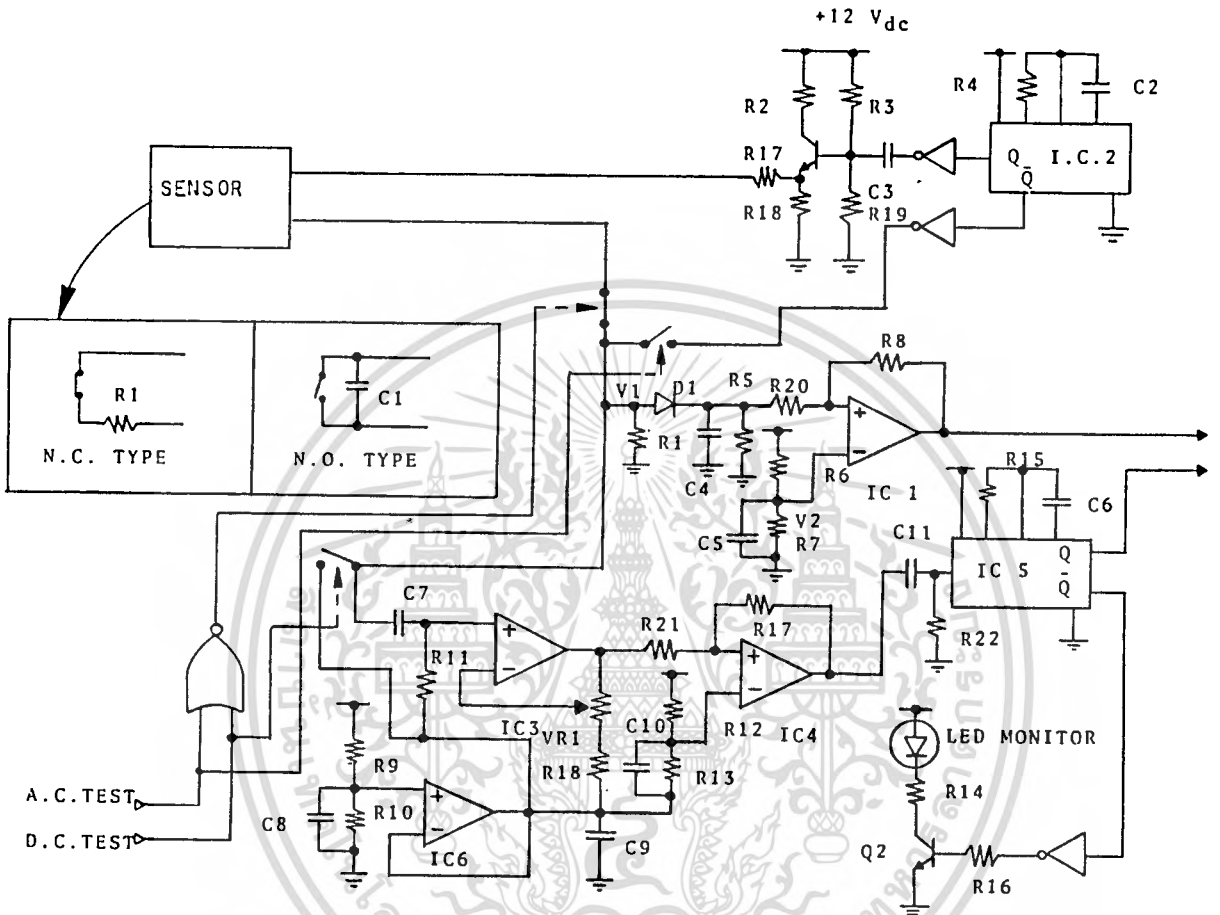 +12 Vdc
R4
C2
R2
R3
SENSOR
R17
Q
I.C.2
Q̄
C3
R18
R19
R8
R1
C1
V1
D1
R5
R20
R1
N.C. TYPE
N.O. TYPE
C4
R6
IC 1
R15
C6
V2
C5
R7
C11
C7
IC 5
Q
Q̄
R21
R17
R22
R11
IC3
C10
R12
IC4
VR1
LED MONITOR
R9
R18
R13
R14
A.C.TEST
R10
C8
D.C.TEST
IC6
C9
Q2
R16